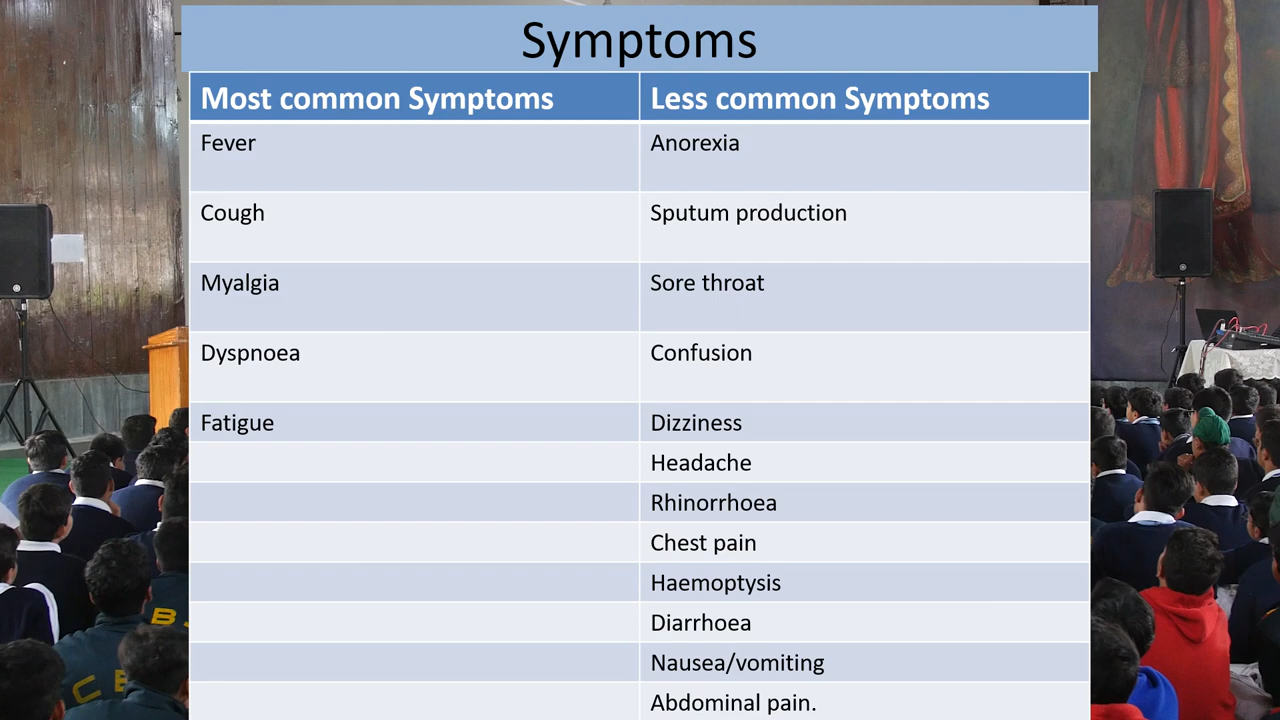 Symptoms
Most common Symptoms Less common Symptoms
Fever Anorexia
Cough Sputum production
Myalgia Sore throat
Dyspnoea Confusion
Fatigue Dizziness
Headache
Rhinorrhoea
Chest pain
Haemoptysis
Diarrhoea
Nausea/vomiting
Abdominal pain.